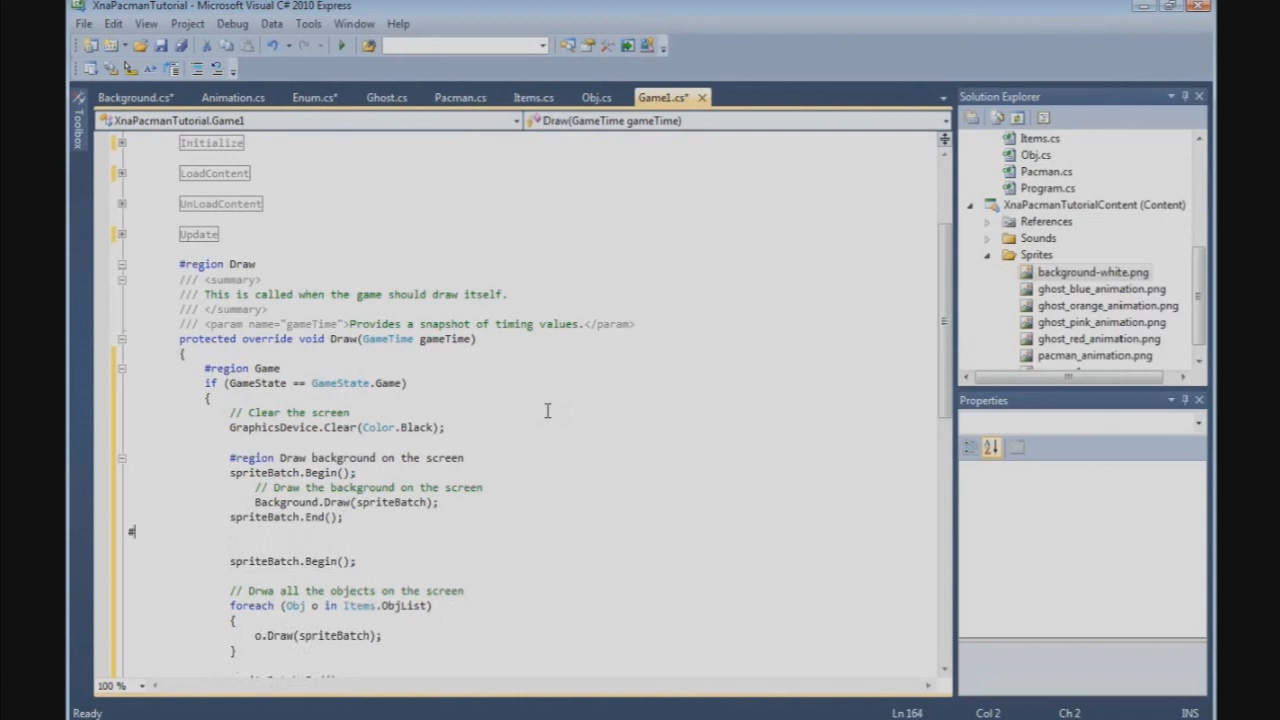 XnaPacmanTutorial - Microsoft Visual C# 2010 Express
File Edit View Project Debug Data Tools Window Help
Background.cs* Animation.cs Enum.cs* Ghost.cs Pacman.cs Items.cs Obj.cs Game1.cs*
XnaPacmanTutorial.Game1 Draw(GameTime gameTime)
Toolbox
Initialize
LoadContent
UnLoadContent
Update
#region Draw
/// <summary>
/// This is called when the game should draw itself.
/// </summary>
/// <param name="gameTime">Provides a snapshot of timing values.</param>
protected override void Draw(GameTime gameTime)
{
#region Game
if (GameState == GameState.Game)
{
// Clear the screen
GraphicsDevice.Clear(Color.Black);
#region Draw background on the screen
spriteBatch.Begin();
// Draw the background on the screen
Background.Draw(spriteBatch);
spriteBatch.End();
#
spriteBatch.Begin();
// Drwa all the objects on the screen
foreach (Obj o in Items.ObjList)
{
o.Draw(spriteBatch);
}
100 %
Solution Explorer
Items.cs
Obj.cs
Pacman.cs
Program.cs
XnaPacmanTutorialContent (Content)
References
Sounds
Sprites
background-white.png
ghost_blue_animation.png
ghost_orange_animation.png
ghost_pink_animation.png
ghost_red_animation.png
pacman_animation.png
Properties
Ready Ln 164 Col 2 Ch 2 INS